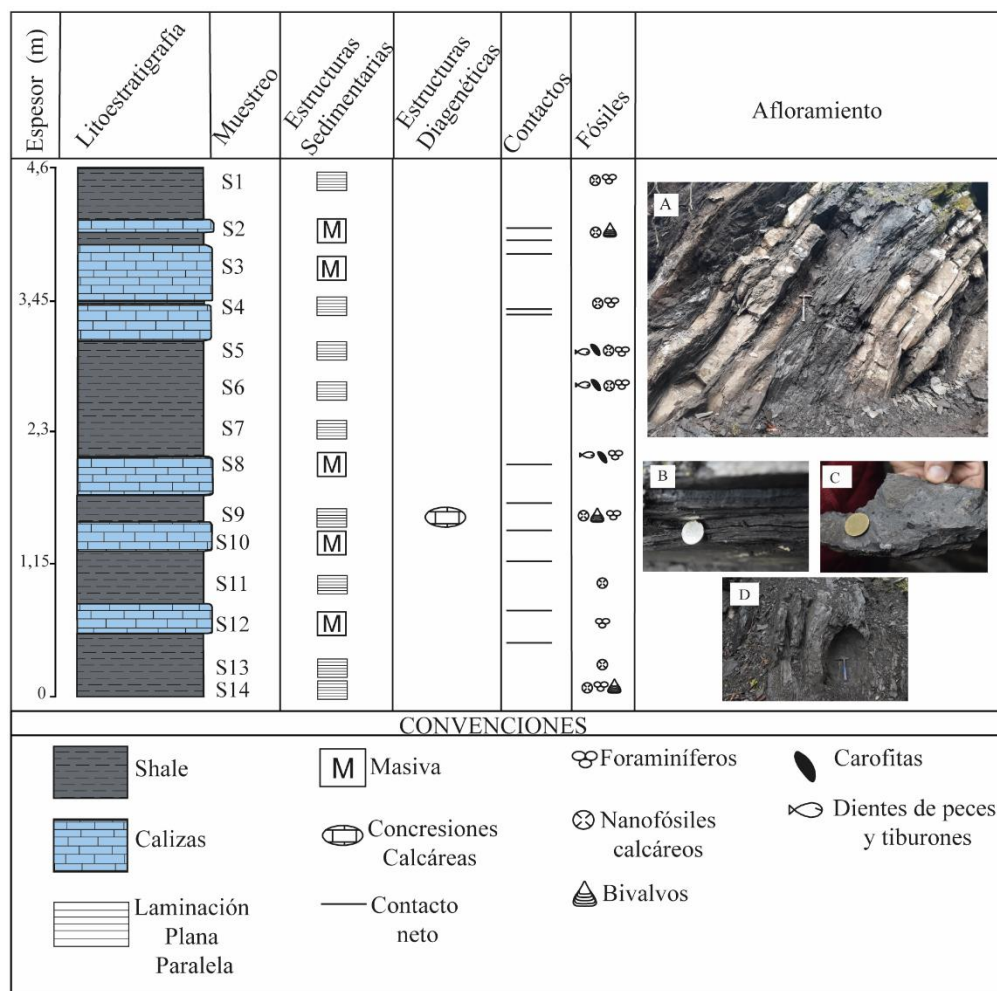 Espesor (m)
Litoestratigrafía
Muestreo
Estructuras
Sedimentarias
Estructuras
Diagenéticas
Contactos
Fósiles
Afloramiento
4,6
3,45
2,3
1,15
0
S1
S2
S3
S4
S5
S6
S7
S8
S9
S10
S11
S12
S13
S14
M
M
M
M
M
A
B
C
D
CONVENCIONES
Shale
Calizas
Laminación
Plana
Paralela
M
Masiva
Concresiones
Calcáreas
Contacto
neto
Foraminíferos
Nanofósiles
calcáreos
Bivalvos
Carofitas
Dientes de peces
y tiburones